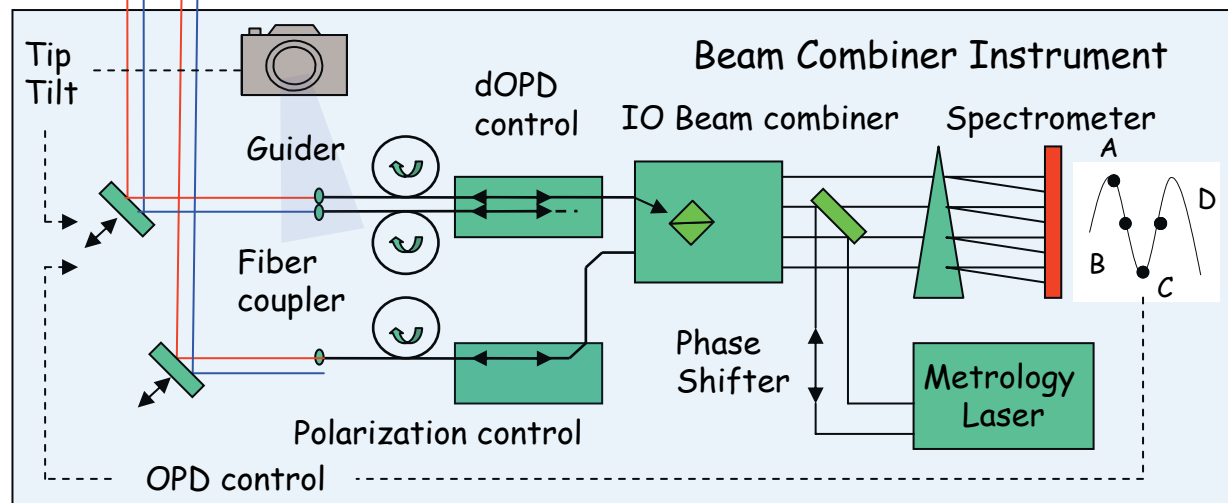 Tip
Tilt
Beam Combiner Instrument
dOPD
control
IO Beam combiner
Spectrometer
Guider
A
D
B
C
Fiber
coupler
Phase
Shifter
Metrology
Laser
Polarization control
OPD control